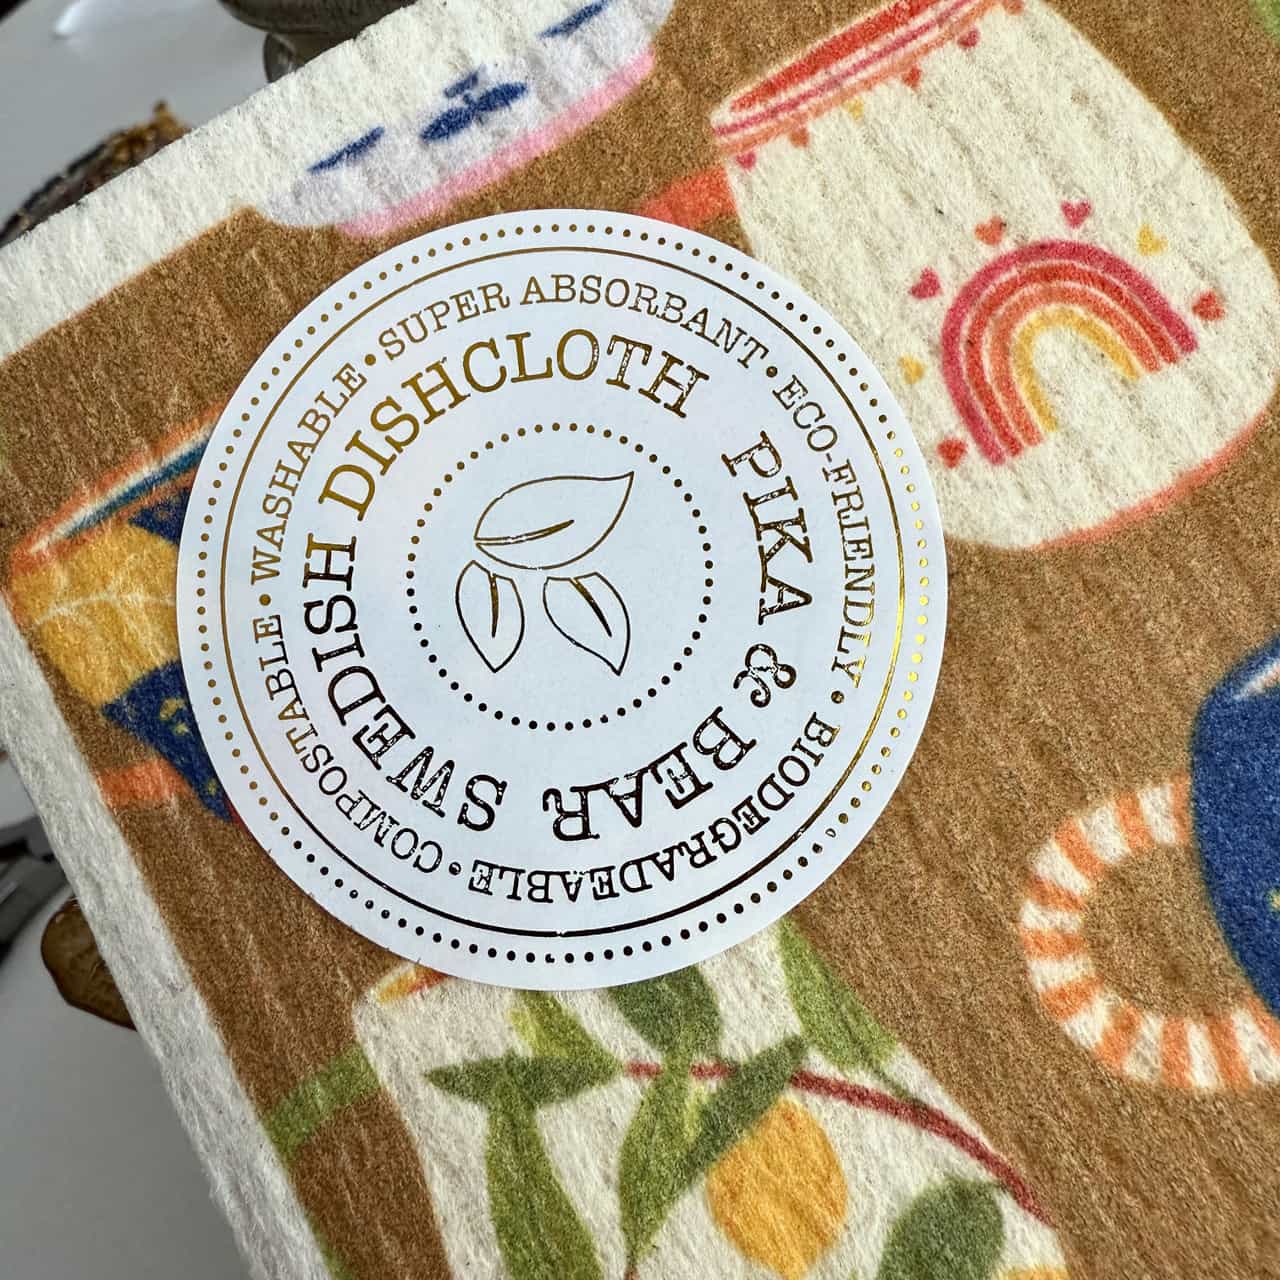 SUPER ABSORBANT • ECO-FRIENDLY • BIODEGRADEABLE • COMPOSTABLE • WASHABLE •
PIKA & BEAR SWEDISH DISHCLOTH